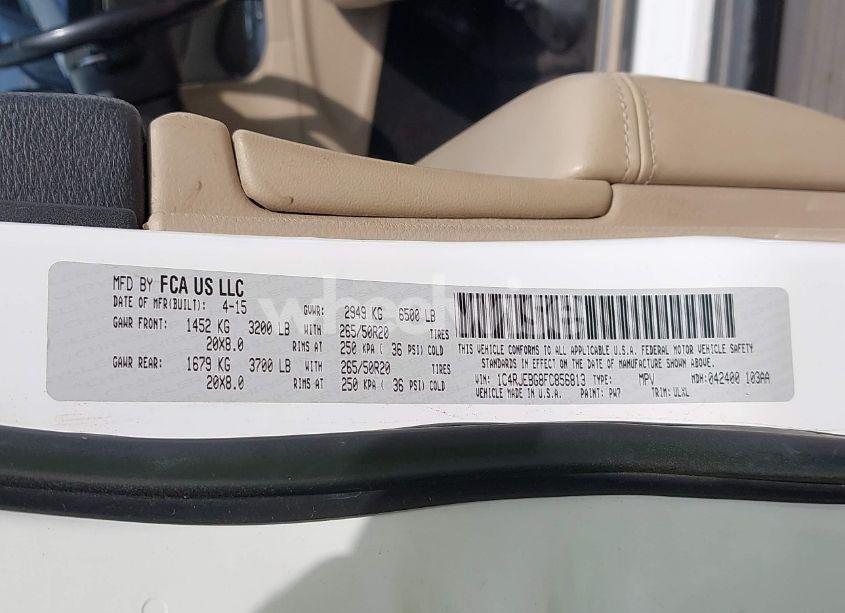 MFD BY FCA US LLC
DATE OF MFR(BUILT): 4-15 GVWR: 2949 KG 6500 LB
GAWR FRONT: 1452 KG 3200 LB WITH 265/50R20 TIRES
20X8.0 RIMS AT 250 KPA ( 36 PSI) COLD
GAWR REAR: 1679 KG 3700 LB WITH 265/50R20 TIRES
20X8.0 RIMS AT 250 KPA ( 36 PSI) COLD
THIS VEHICLE CONFORMS TO ALL APPLICABLE U.S.A. FEDERAL MOTOR VEHICLE SAFETY
STANDARDS IN EFFECT ON THE DATE OF MANUFACTURE SHOWN ABOVE.
VIN: 1C4RJEBG8FC856813 TYPE: MPV MDH: 042400 103AA
VEHICLE MADE IN U.S.A. PAINT: PW7 TRIM: ULXL
wheelwise